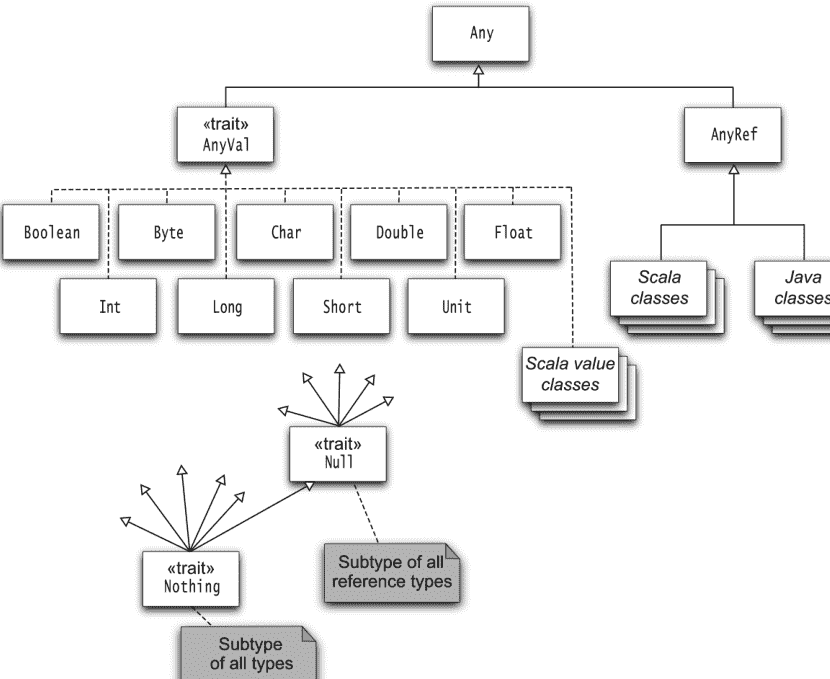 Any
«trait»
AnyVal
AnyRef
Boolean
Byte
Char
Double
Float
Int
Long
Short
Unit
Scala
classes
Java
classes
Scala value
classes
«trait»
Null
«trait»
Nothing
Subtype of all
reference types
Subtype
of all types